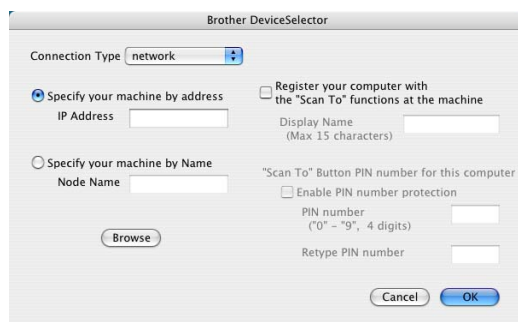 Brother DeviceSelector
Connection Type network
Specify your machine by address
IP Address
Specify your machine by Name
Node Name
Browse
Register your computer with
the "Scan To" functions at the machine
Display Name
(Max 15 characters)
"Scan To" Button PIN number for this computer
Enable PIN number protection
PIN number
("0" - "9", 4 digits)
Retype PIN number
Cancel OK